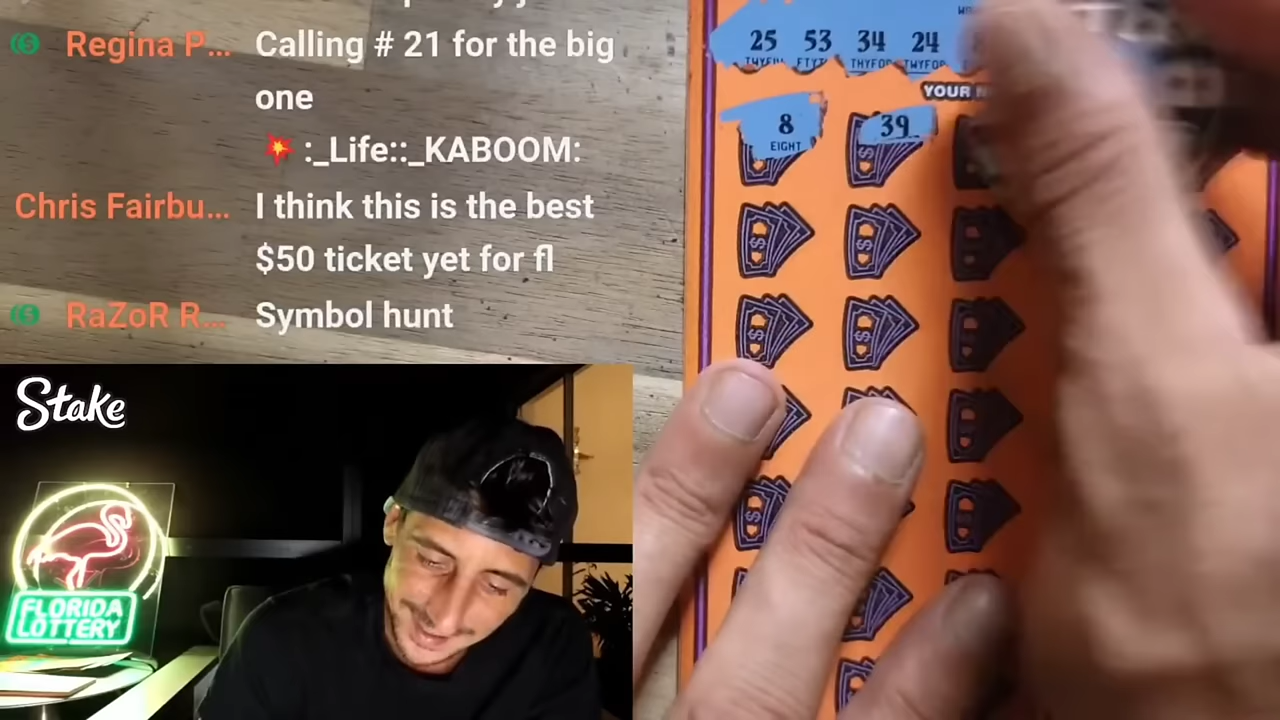 Regina P... Calling # 21 for the big
one
:_Life::_KABOOM:
Chris Fairbu... I think this is the best
$50 ticket yet for fl
RaZoR R... Symbol hunt
Stake
FLORIDA
LOTTERY
25 53 34 24
YOUR
8 39
EIGHT